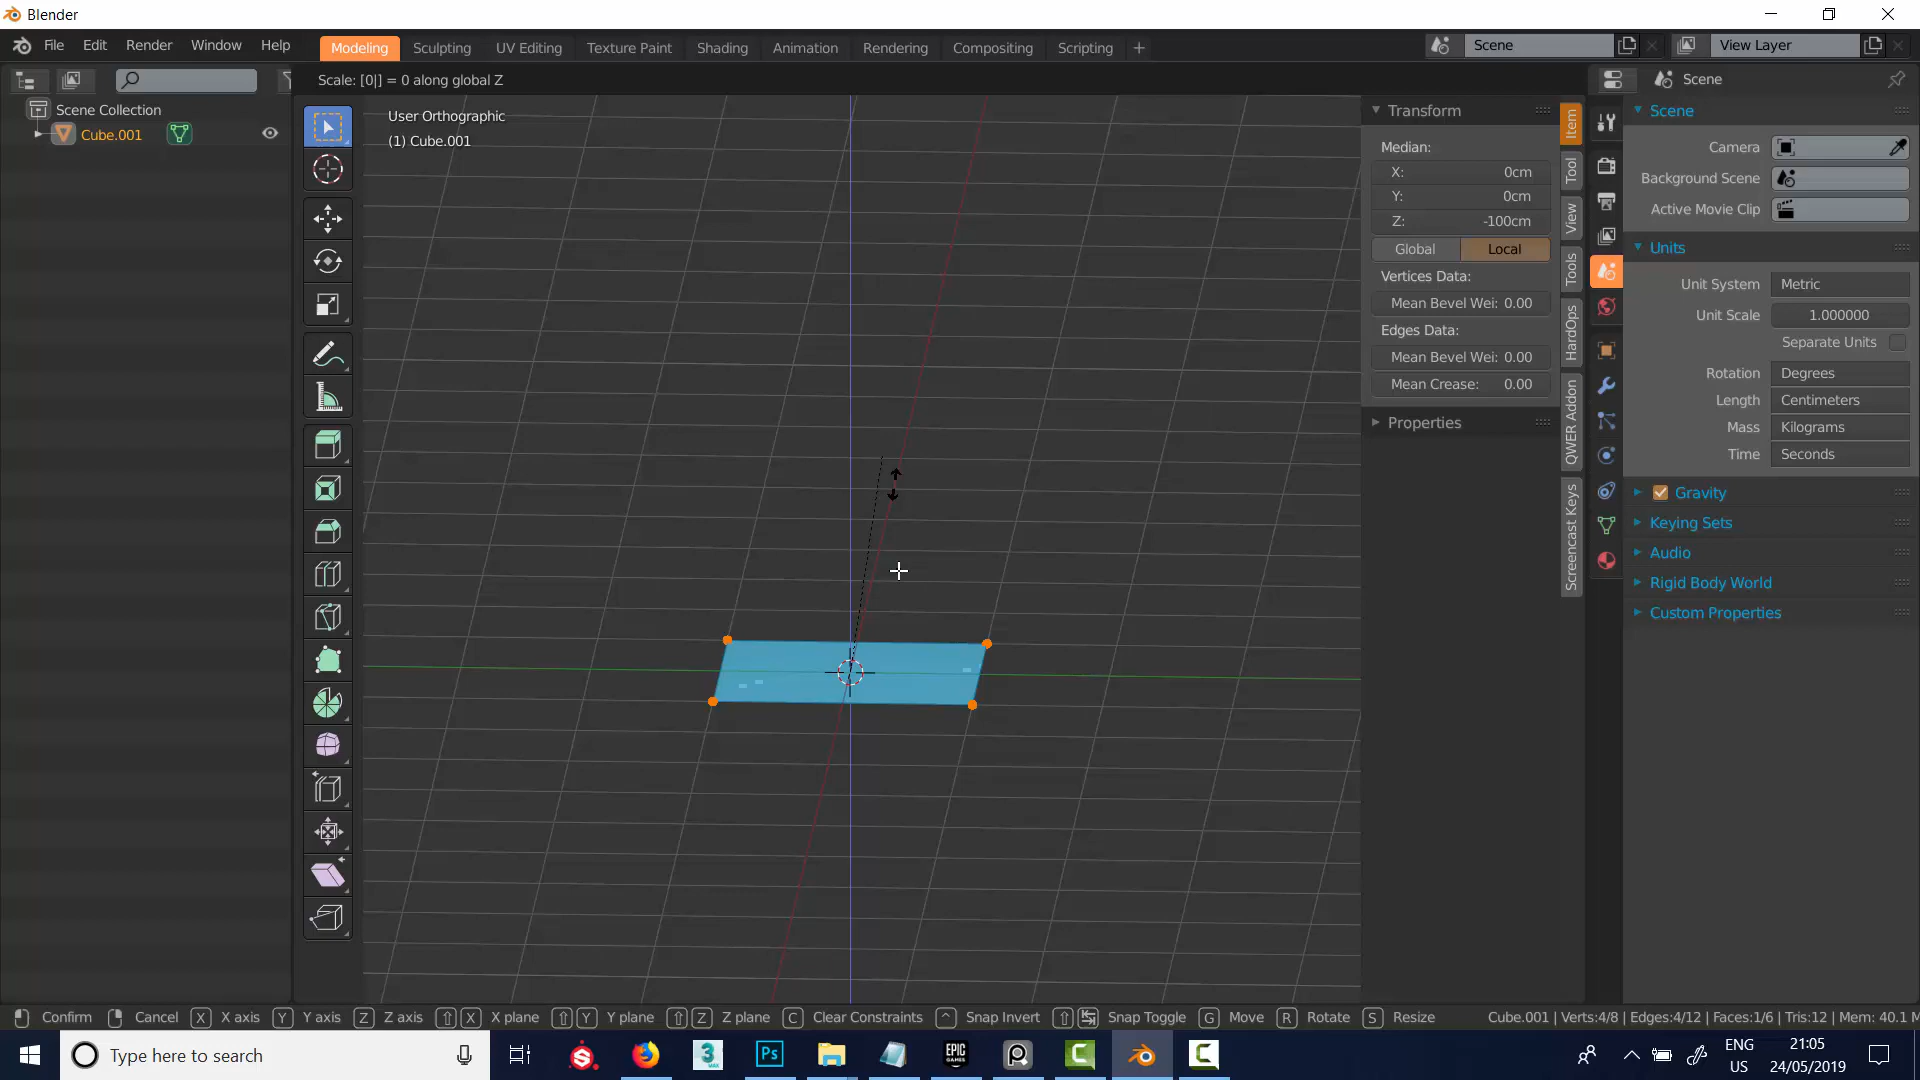 Blender
File Edit Render Window Help
Modeling Sculpting UV Editing Texture Paint Shading Animation Rendering Compositing Scripting +
Scene
View Layer
Scale: [0|] = 0 along global Z
Scene
Scene Collection
Cube.001
User Orthographic
(1) Cube.001
Transform
Median:
X: 0cm
Y: 0cm
Z: -100cm
Global Local
Vertices Data:
Mean Bevel Wei: 0.00
Edges Data:
Mean Bevel Wei: 0.00
Mean Crease: 0.00
Properties
Item
Tool
View
Tools
HardOps
QWER Addon
Screencast Keys
Scene
Camera
Background Scene
Active Movie Clip
Units
Unit System Metric
Unit Scale 1.000000
Separate Units
Rotation Degrees
Length Centimeters
Mass Kilograms
Time Seconds
Gravity
Keying Sets
Audio
Rigid Body World
Custom Properties
Confirm Cancel X X axis Y Y axis Z Z axis X X plane Y Y plane Z Z plane C Clear Constraints ^ Snap Invert Snap Toggle G Move R Rotate S Resize Cube.001 | Verts:4/8 | Edges:4/12 | Faces:1/6 | Tris:12 | Mem: 40.1 M
Type here to search
3
MAX
Ps
EPIC
GAMES
ENG
US
21:05
24/05/2019